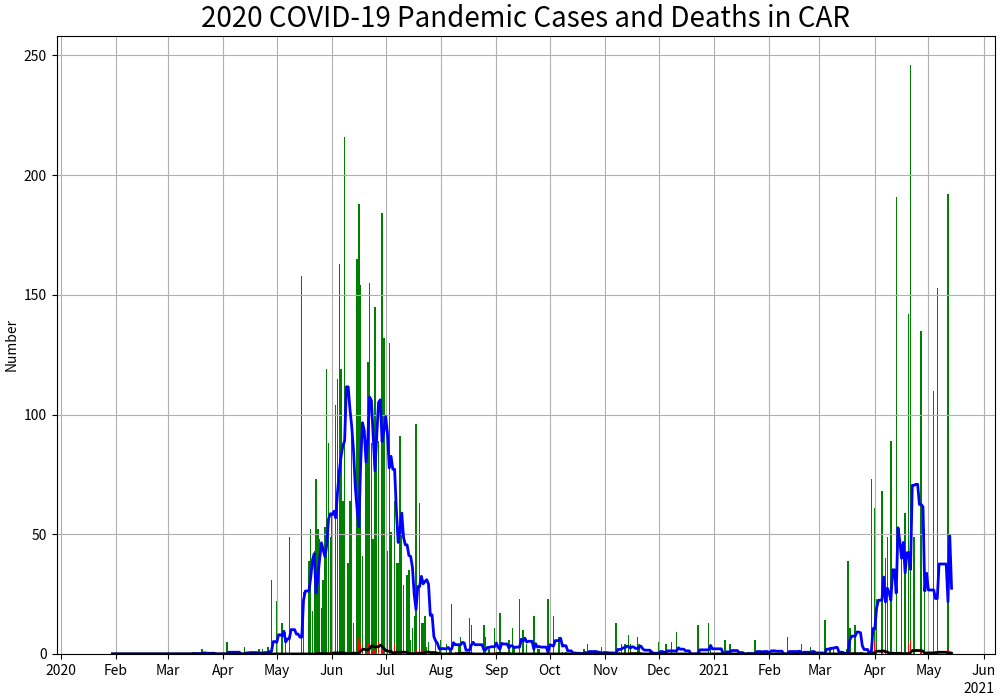 2020 COVID-19 Pandemic Cases and Deaths in CAR
250
200
150
100
50
0
Number
2020 Feb Mar Apr May Jun Jul Aug Sep Oct Nov Dec 2021 Feb Mar Apr May Jun
2021